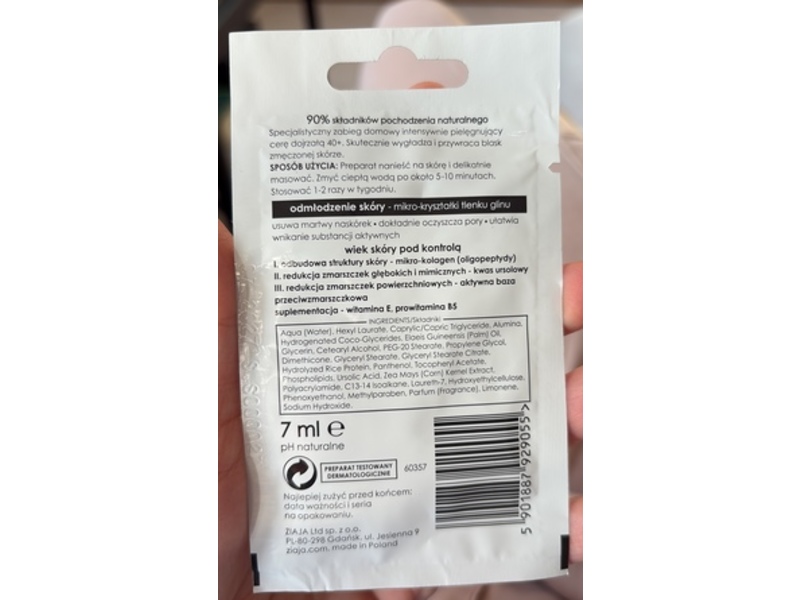 90% składników pochodzenia naturalnego
Specjalistyczny zabieg domowy intensywnie pielęgnujący
cerę dojrzałą 40+. Skutecznie wygładza i przywraca blask
zmęczonej skórze.
SPOSÓB UŻYCIA: Preparat nanieść na skórę i delikatnie
masować. Zmyć ciepłą wodą po około 5-10 minutach.
Stosować 1-2 razy w tygodniu.
odmłodzenie skóry - mikro-kryształki tlenku glinu
usuwa martwy naskórek • dokładnie oczyszcza pory • ułatwia
wnikanie substancji aktywnych
wiek skóry pod kontrolą
I. odbudowa struktury skóry - mikro-kolagen (oligopeptydy)
II. redukcja zmarszczek głębokich i mimicznych - kwas ursolowy
III. redukcja zmarszczek powierzchniowych - aktywna baza
przeciwzmarszczkowa
suplementacja - witamina E, prowitamina B5
INGREDIENTS/Składniki
Aqua (Water), Hexyl Laurate, Caprylic/Capric Triglyceride, Alumina,
Hydrogenated Coco-Glycerides, Elaeis Guineensis (Palm) Oil,
Glycerin, Cetearyl Alcohol, PEG-20 Stearate, Propylene Glycol,
Dimethicone, Glyceryl Stearate, Glyceryl Stearate Citrate,
Hydrolyzed Rice Protein, Panthenol, Tocopheryl Acetate,
Phospholipids, Ursolic Acid, Zea Mays (Corn) Kernel Extract,
Polyacrylamide, C13-14 Isoalkane, Laureth-7, Hydroxyethylcellulose,
Phenoxyethanol, Methylparaben, Parfum (Fragrance), Limonene,
Sodium Hydroxide.
7 ml e
pH naturalne
PREPARAT TESTOWANY
DERMATOLOGICZNIE
60357
Najlepiej zużyć przed końcem:
data ważności i seria
na opakowaniu.
ZIAJA Ltd sp. z o.o.
PL-80-298 Gdańsk, ul. Jesienna 9
ziaja.com, made in Poland
5 901887 929055 >